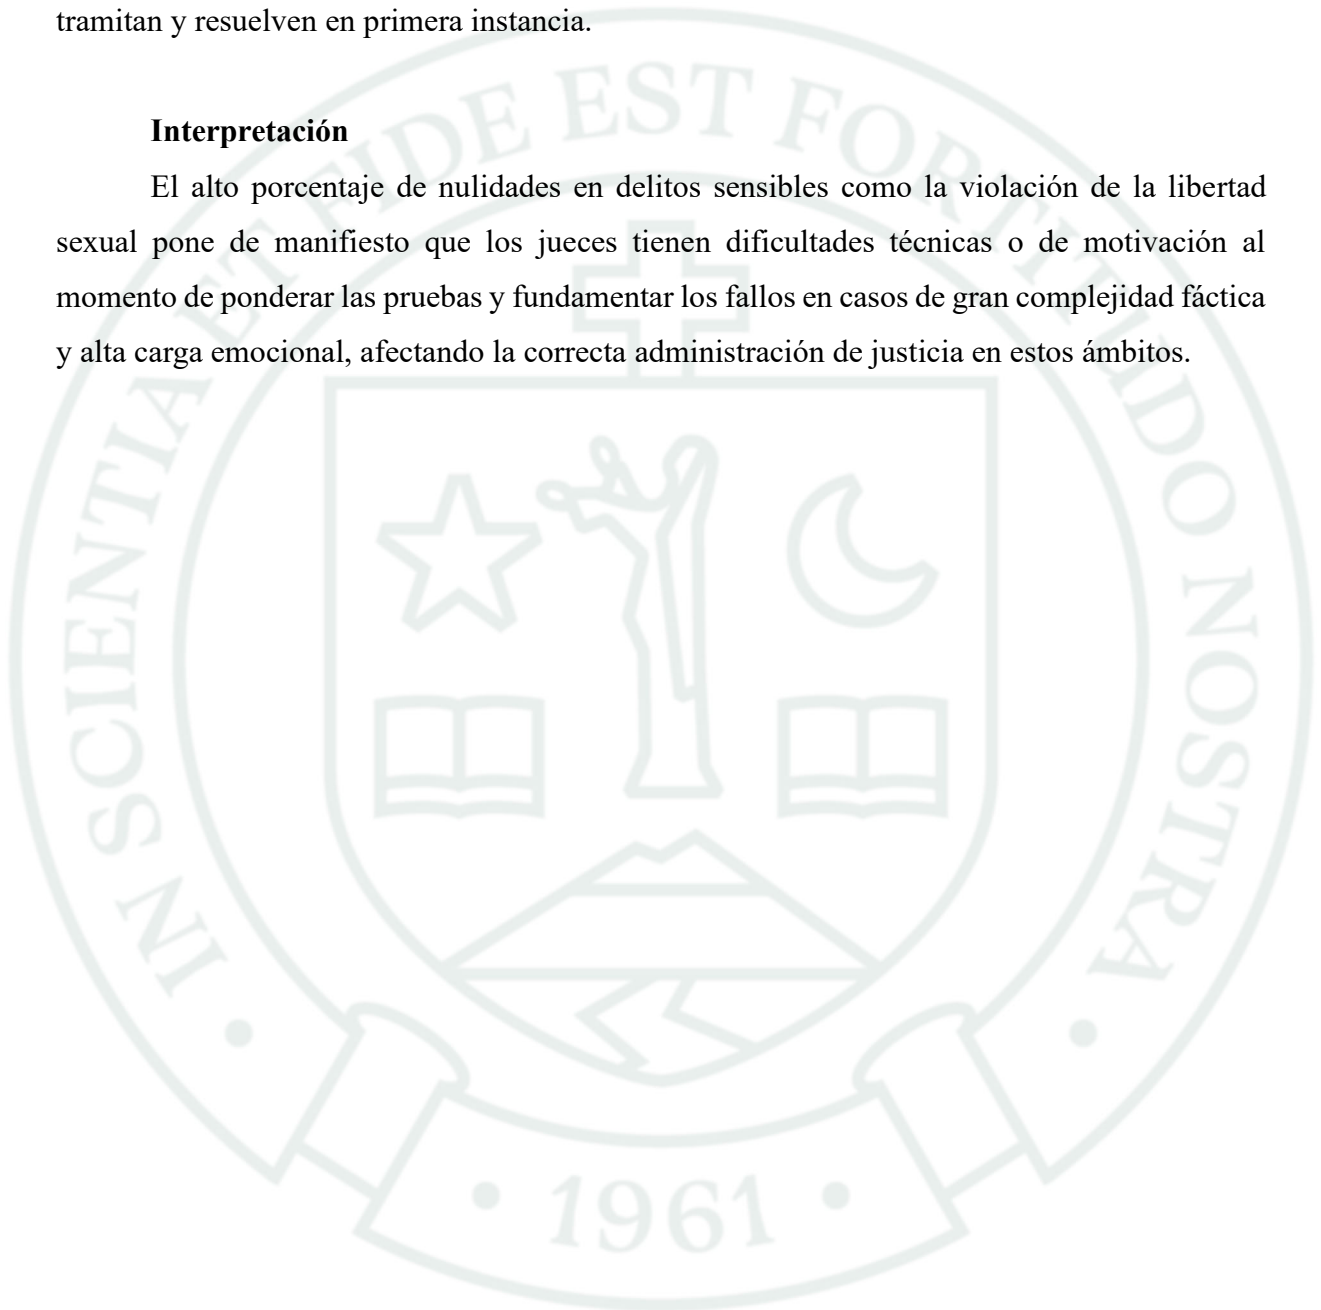 tramitan y resuelven en primera instancia.
Interpretación
El alto porcentaje de nulidades en delitos sensibles como la violación de la libertad
sexual pone de manifiesto que los jueces tienen dificultades técnicas o de motivación al
momento de ponderar las pruebas y fundamentar los fallos en casos de gran complejidad fáctica
y alta carga emocional, afectando la correcta administración de justicia en estos ámbitos.
IN SCIENTIA ET FIDE EST FORTITUDO NOSTRA
• 1961 •